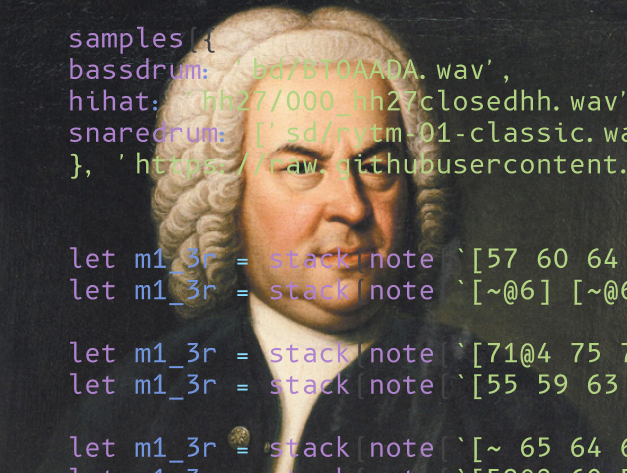 samples({
bassdrum: 'bd/BT0AADA.wav',
hihat: 'hh27/000_hh27closedhh.wav'
snaredrum: ['sd/rytm-01-classic.wa
}, 'https://raw.githubusercontent.
let m1_3r = stack(note(`[57 60 64
let m1_3r = stack(note(`[~@6] [~@6
let m1_3r = stack(note(`[71@4 75 7
let m1_3r = stack(note(`[55 59 63
let m1_3r = stack(note(`[~ 65 64 6